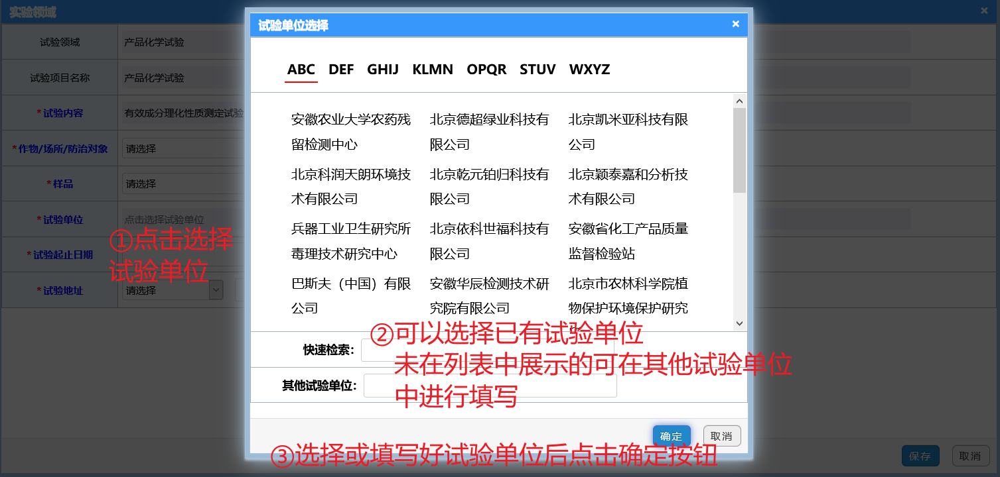 实验领域
试验领域
产品化学试验
试验项目名称
产品化学试验
*试验内容
有效成分理化性质测定试验
*作物/场所/防治对象
请选择
*样品
请选择
*试验单位
点击选择试验单位
*试验起止日期
*试验地址
请选择
①点击选择
试验单位
试验单位选择
ABC DEF GHIJ KLMN OPQR STUV WXYZ
安徽农业大学农药残
留检测中心
北京德超绿业科技有
限公司
北京凯米亚科技有限
公司
北京科润天朗环境技
术有限公司
北京乾元铂归科技有
限公司
北京颖泰嘉和分析技
术有限公司
兵器工业卫生研究所
毒理技术研究中心
北京依科世福科技有
限公司
安徽省化工产品质量
监督检验站
巴斯夫（中国）有限
公司
安徽华辰检测技术研
究院有限公司
北京市农林科学院植
物保护环境保护研究
快速检索:
②可以选择已有试验单位
未在列表中展示的可在其他试验单位
中进行填写
其他试验单位:
确定
取消
③选择或填写好试验单位后点击确定按钮
保存
取消